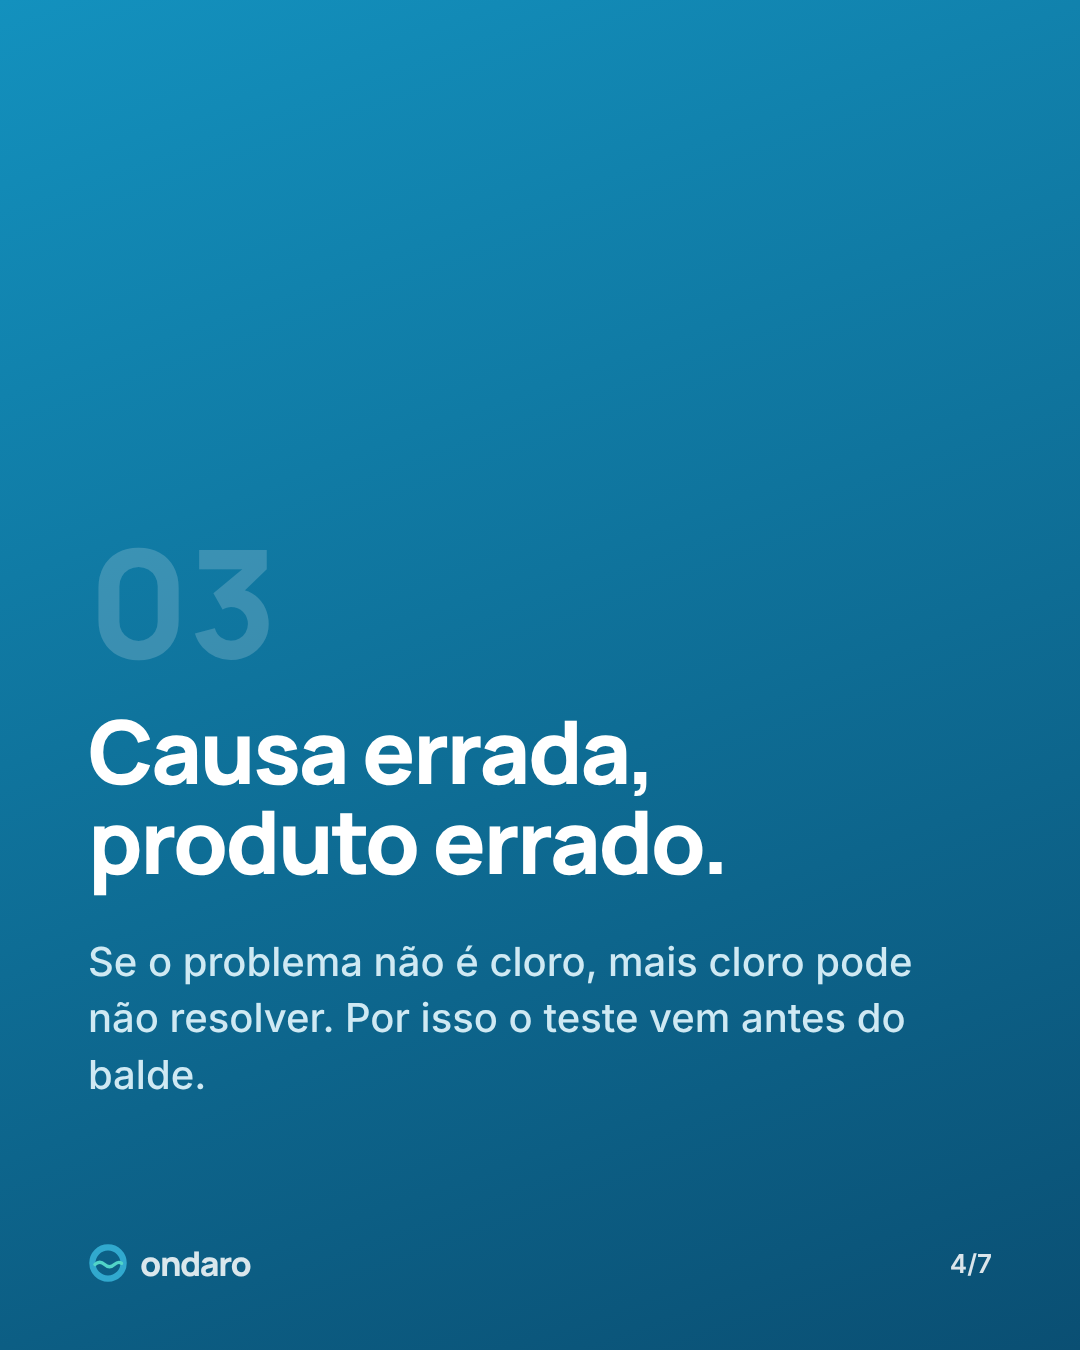 03
Causa errada,
produto errado.
Se o problema não é cloro, mais cloro pode
não resolver. Por isso o teste vem antes do
balde.
ondaro
4/7